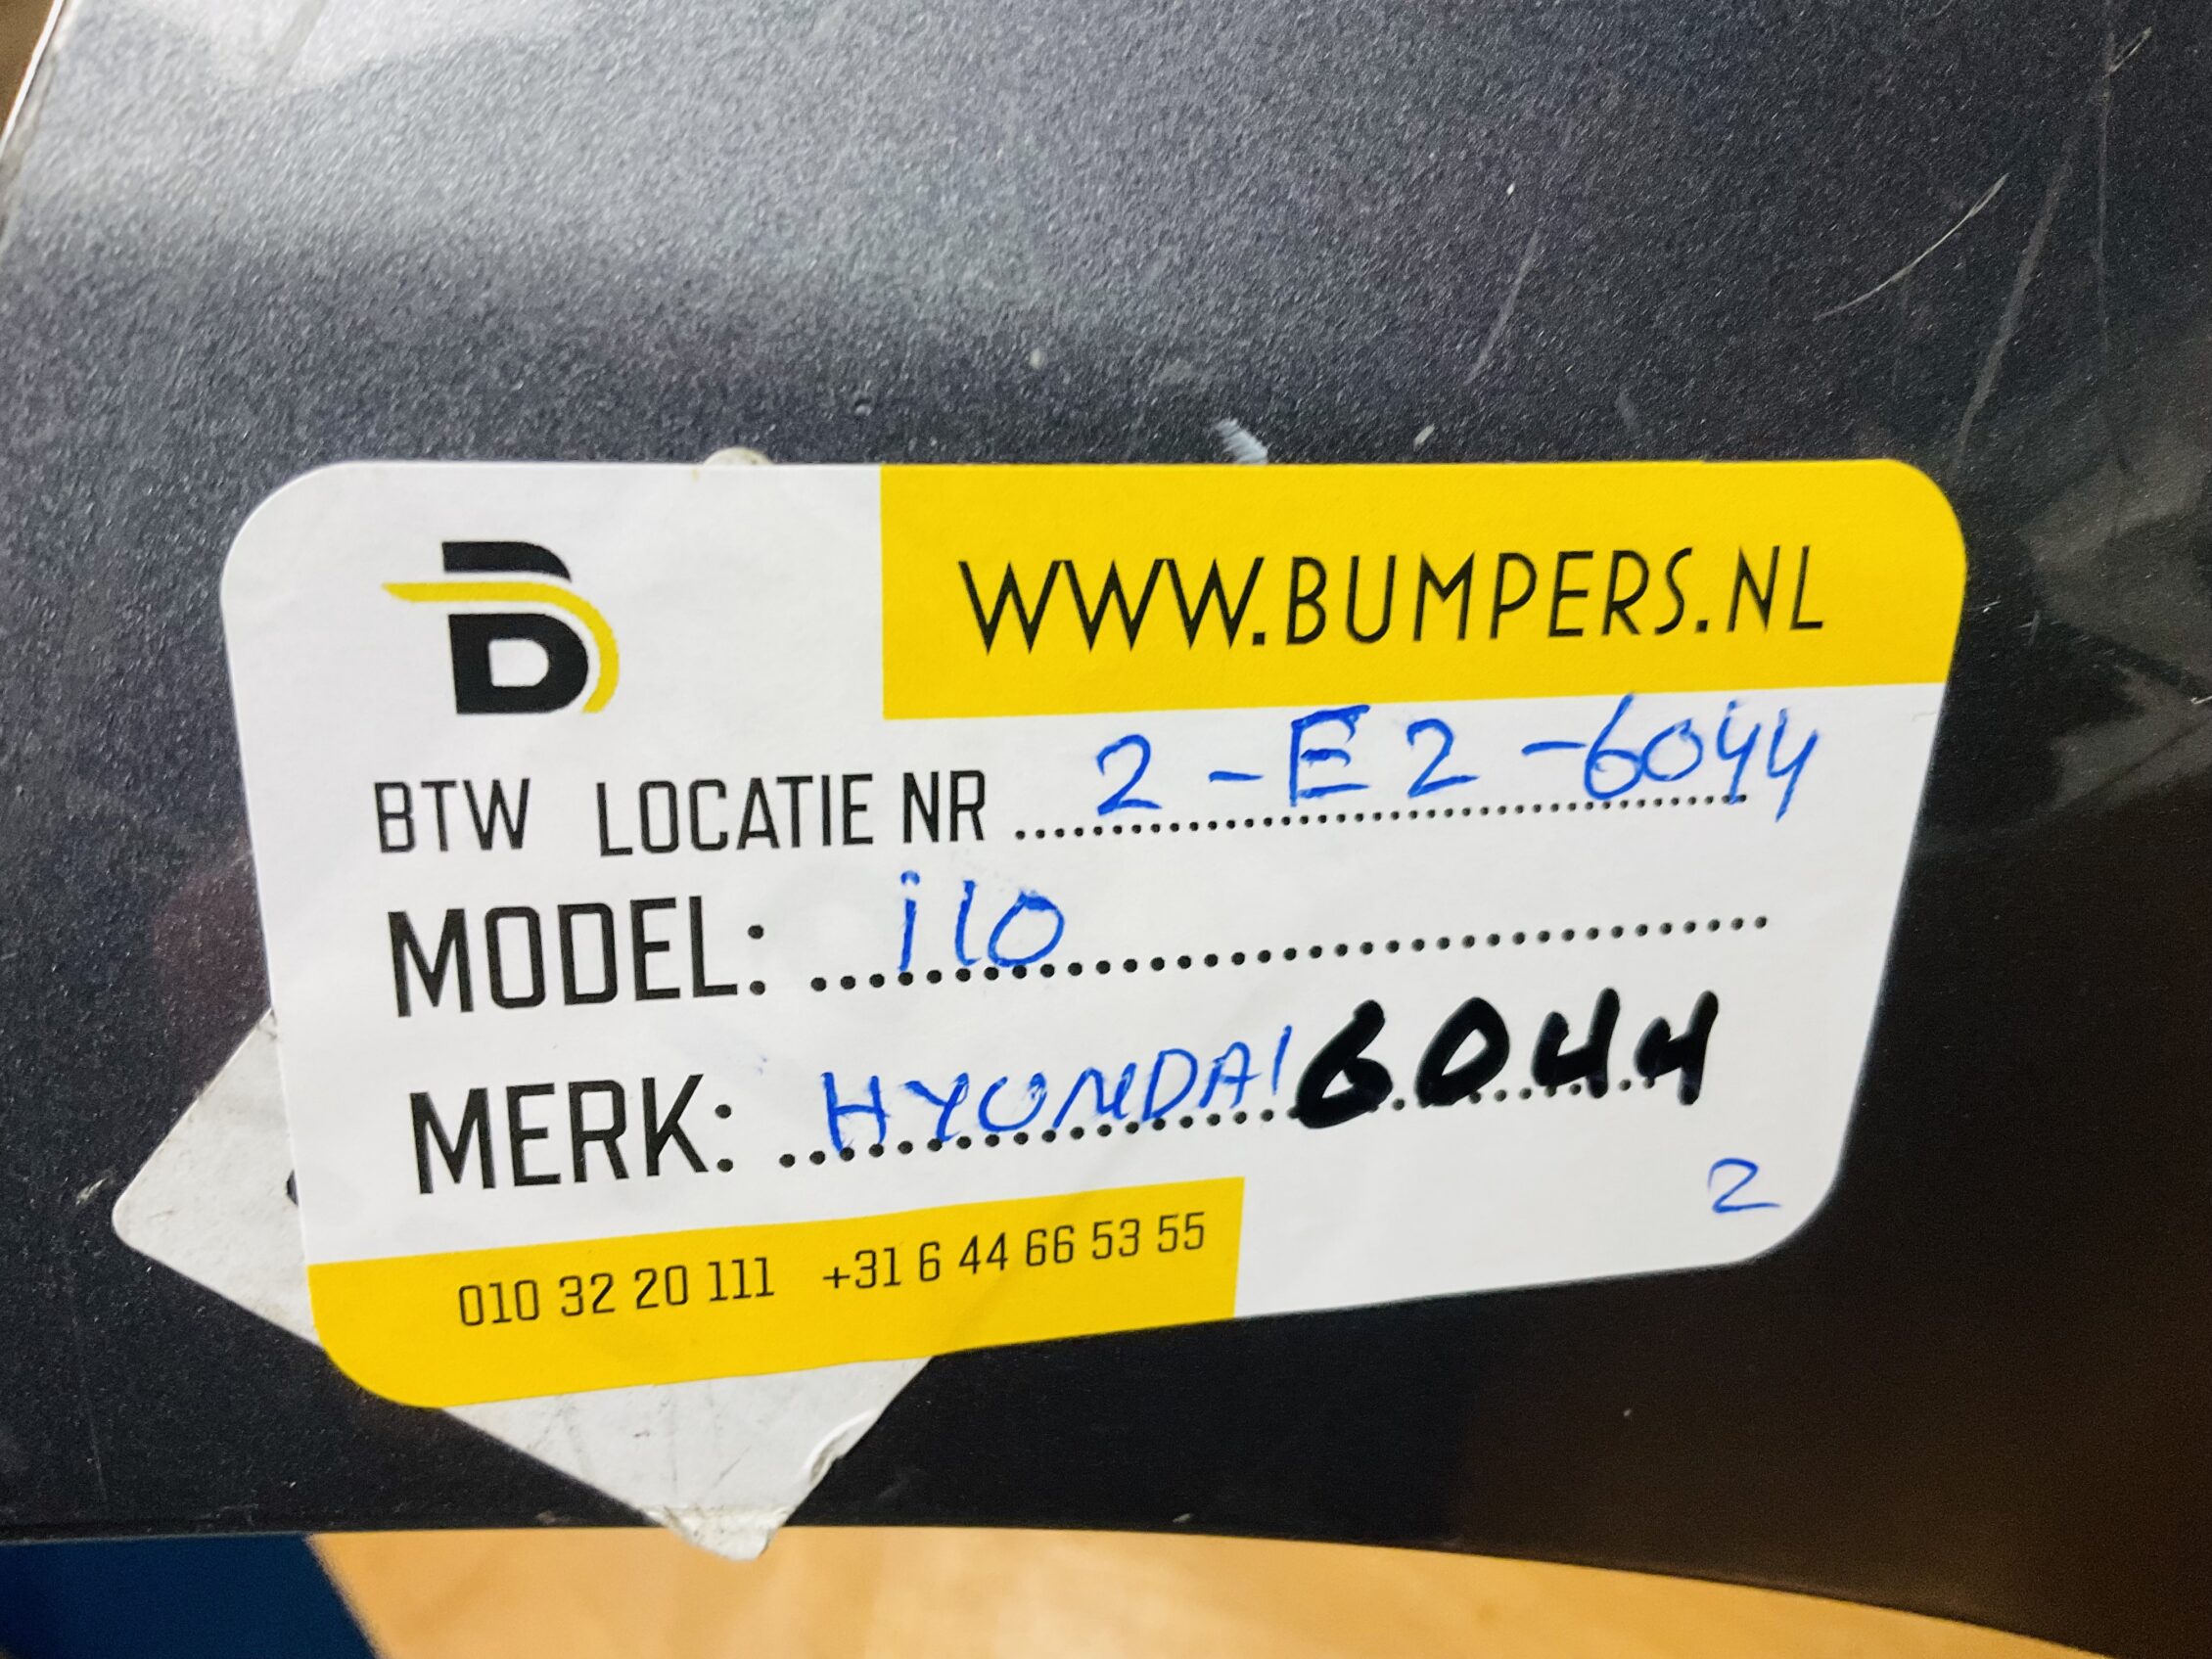 WWW.BUMPERS.NL
BTW LOCATIE NR 2-E2-6044
MODEL: i10
MERK: HYUNDAI 6044
2
010 32 20 111 +31 6 44 66 53 55